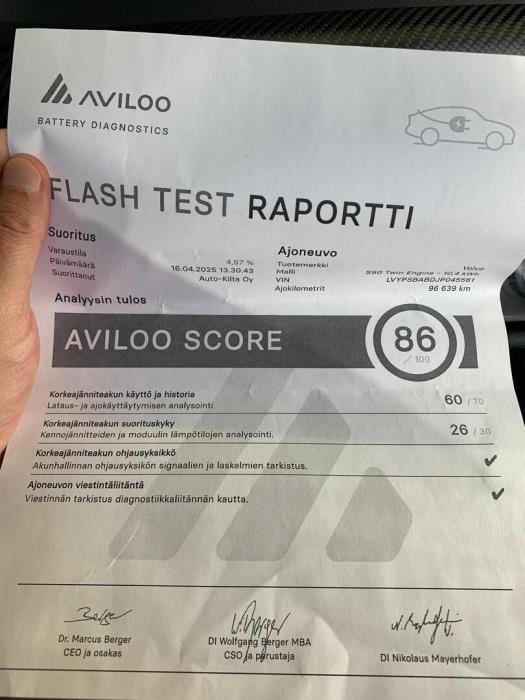 AVILOO
BATTERY DIAGNOSTICS
FLASH TEST RAPORTTI
Suoritus
Varaustila 4,57 %
Päivämäärä 16.04.2025 13.30.43
Suorittanut Auto-Kilta Oy
Ajoneuvo
Tuotemerkki Volvo
Malli S90 Twin Engine - 10.4 kWh
VIN
Ajokilometrit 96 639 km
Analyysin tulos
AVILOO SCORE 86 / 100
Korkeajänniteakun käyttö ja historia 60 / 70
Lataus- ja ajokäyttäytymisen analysointi
Korkeajänniteakun suorituskyky 26 / 30
Kennojännitteiden ja moduulin lämpötilojen analysointi.
Korkeajänniteakun ohjausyksikkö ✓
Akunhallinnan ohjausyksikön signaalien ja laskelmien tarkistus.
Ajoneuvon viestintäliitäntä ✓
Viestinnän tarkistus diagnostiikkaliitännän kautta.
Dr. Marcus Berger
CEO ja osakas
DI Wolfgang Berger MBA
CSO ja perustaja
DI Nikolaus Mayerhofer